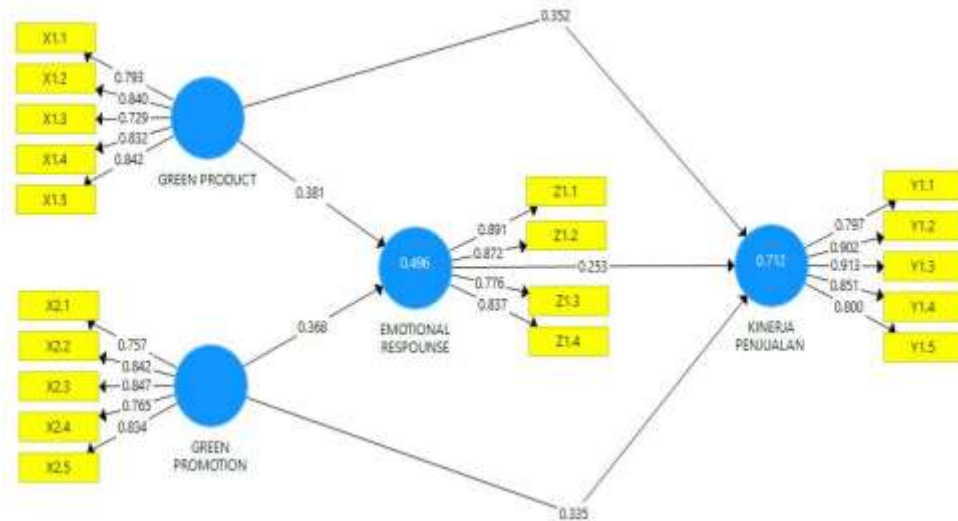 0.352
X1.1
X1.2
X1.3
X1.4
X1.5
0.793
0.840
0.729
0.832
0.842
GREEN PRODUCT
0.381
Z1.1
Z1.2
Z1.3
Z1.4
0.891
0.872
0.776
0.837
0.253
0.496
EMOTIONAL
RESPOUNSE
Y1.1
Y1.2
Y1.3
Y1.4
Y1.5
0.797
0.902
0.913
0.851
0.800
0.712
KINERJA
PENJUALAN
X2.1
X2.2
X2.3
X2.4
X2.5
0.757
0.842
0.847
0.765
0.834
0.368
GREEN
PROMOTION
0.335